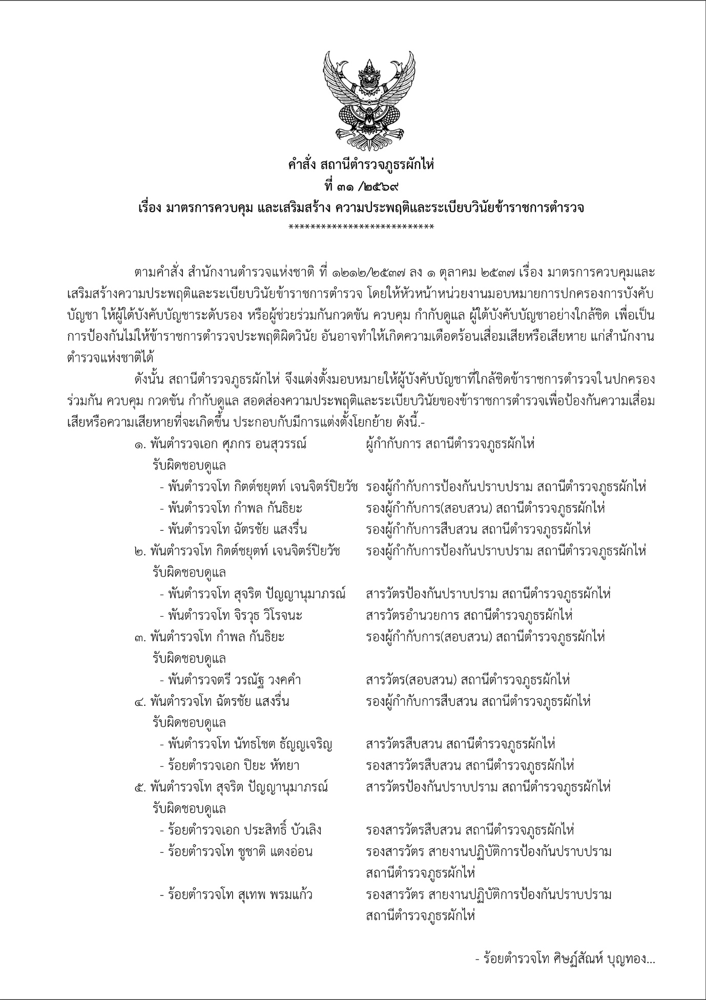 คำสั่ง สถานีตำรวจภูธรผักไห่
ที่ ๓๑ /๒๕๖๙
เรื่อง มาตรการควบคุม และเสริมสร้าง ความประพฤติและระเบียบวินัยข้าราชการตำรวจ
***************************
ตามคำสั่ง สำนักงานตำรวจแห่งชาติ ที่ ๑๒๑๒/๒๕๓๗ ลง ๑ ตุลาคม ๒๕๓๗ เรื่อง มาตรการควบคุมและ
เสริมสร้างความประพฤติและระเบียบวินัยข้าราชการตำรวจ โดยให้หัวหน้าหน่วยงานมอบหมายการปกครองการบังคับ
บัญชา ให้ผู้ใต้บังคับบัญชาระดับรอง หรือผู้ช่วยร่วมกันกวดขัน ควบคุม กำกับดูแล ผู้ใต้บังคับบัญชาอย่างใกล้ชิด เพื่อเป็น
การป้องกันไม่ให้ข้าราชการตำรวจประพฤติผิดวินัย อันอาจทำให้เกิดความเดือดร้อนเสื่อมเสียหรือเสียหาย แก่สำนักงาน
ตำรวจแห่งชาติได้
ดังนั้น สถานีตำรวจภูธรผักไห่ จึงแต่งตั้งมอบหมายให้ผู้บังคับบัญชาที่ใกล้ชิดข้าราชการตำรวจในปกครอง
ร่วมกัน ควบคุม กวดขัน กำกับดูแล สอดส่องความประพฤติและระเบียบวินัยของข้าราชการตำรวจเพื่อป้องกันความเสื่อม
เสียหรือความเสียหายที่จะเกิดขึ้น ประกอบกับมีการแต่งตั้งโยกย้าย ดังนี้.-
๑. พันตำรวจเอก ศุภกร อนสุวรรณ์ ผู้กำกับการ สถานีตำรวจภูธรผักไห่
รับผิดชอบดูแล
- พันตำรวจโท กิตต์ชยุตท์ เจนจิตร์ปิยวัช รองผู้กำกับการป้องกันปราบปราม สถานีตำรวจภูธรผักไห่
- พันตำรวจโท กำพล กันธิยะ รองผู้กำกับการ(สอบสวน) สถานีตำรวจภูธรผักไห่
- พันตำรวจโท ฉัตรชัย แสงรื่น รองผู้กำกับการสืบสวน สถานีตำรวจภูธรผักไห่
๒. พันตำรวจโท กิตต์ชยุตท์ เจนจิตร์ปิยวัช รองผู้กำกับการป้องกันปราบปราม สถานีตำรวจภูธรผักไห่
รับผิดชอบดูแล
- พันตำรวจโท สุจริต ปัญญานุมาภรณ์ สารวัตรป้องกันปราบปราม สถานีตำรวจภูธรผักไห่
- พันตำรวจโท จิรวุธ วิโรจนะ สารวัตรอำนวยการ สถานีตำรวจภูธรผักไห่
๓. พันตำรวจโท กำพล กันธิยะ รองผู้กำกับการ(สอบสวน) สถานีตำรวจภูธรผักไห่
รับผิดชอบดูแล
- พันตำรวจตรี วรณัฐ วงคคำ สารวัตร(สอบสวน) สถานีตำรวจภูธรผักไห่
๔. พันตำรวจโท ฉัตรชัย แสงรื่น รองผู้กำกับการสืบสวน สถานีตำรวจภูธรผักไห่
รับผิดชอบดูแล
- พันตำรวจโท นัทธโชต ธัญญเจริญ สารวัตรสืบสวน สถานีตำรวจภูธรผักไห่
- ร้อยตำรวจเอก ปิยะ หัทยา รองสารวัตรสืบสวน สถานีตำรวจภูธรผักไห่
๕. พันตำรวจโท สุจริต ปัญญานุมาภรณ์ สารวัตรป้องกันปราบปราม สถานีตำรวจภูธรผักไห่
รับผิดชอบดูแล
- ร้อยตำรวจเอก ประสิทธิ์ บัวเลิง รองสารวัตรสืบสวน สถานีตำรวจภูธรผักไห่
- ร้อยตำรวจโท ชูชาติ แตงอ่อน รองสารวัตร สายงานปฏิบัติการป้องกันปราบปราม
สถานีตำรวจภูธรผักไห่
- ร้อยตำรวจโท สุเทพ พรมแก้ว รองสารวัตร สายงานปฏิบัติการป้องกันปราบปราม
สถานีตำรวจภูธรผักไห่
- ร้อยตำรวจโท ศิษฏ์สัณห์ บุญทอง...